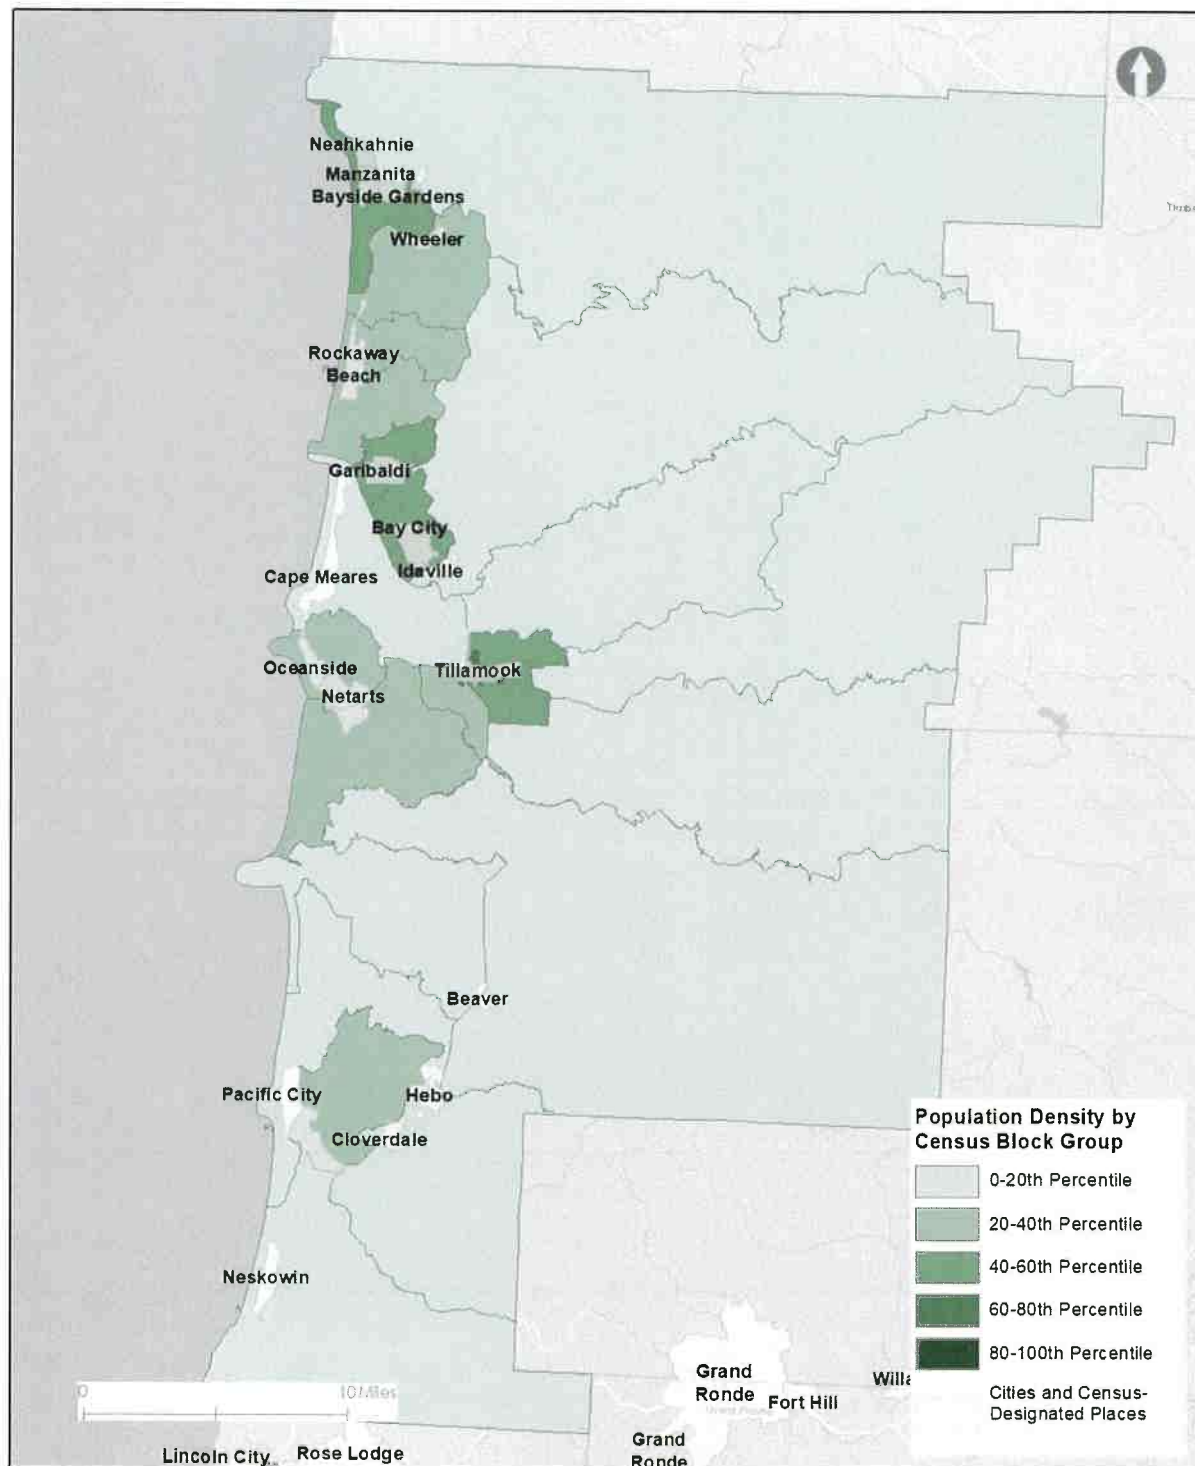 Neahkahnie
Manzanita
Bayside Gardens
Wheeler
Rockaway
Beach
Garibaldi
Bay City
Idaville
Cape Meares
Oceanside
Tillamook
Netarts
Beaver
Pacific City
Hebo
Cloverdale
Neskowin
Population Density by
Census Block Group
0-20th Percentile
20-40th Percentile
40-60th Percentile
60-80th Percentile
80-100th Percentile
Cities and Census-
Designated Places
Grand
Ronde
Willa
Fort Hill
0 10 Miles
Lincoln City
Rose Lodge
Grand
Ronde